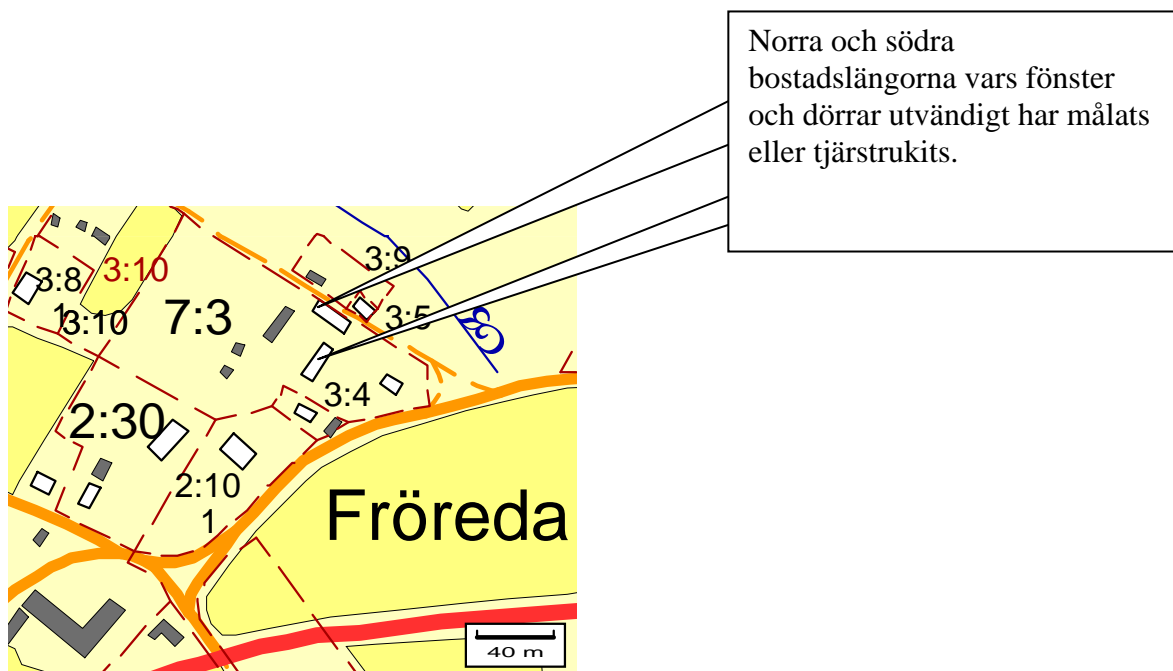 Norra och södra
bostadslängorna vars fönster
och dörrar utvändigt har målats
eller tjärstrukits.
3:9
3:8
3:10
1
3:10
7:3
3:5
3:4
2:30
2:10
1
Fröreda
40 m